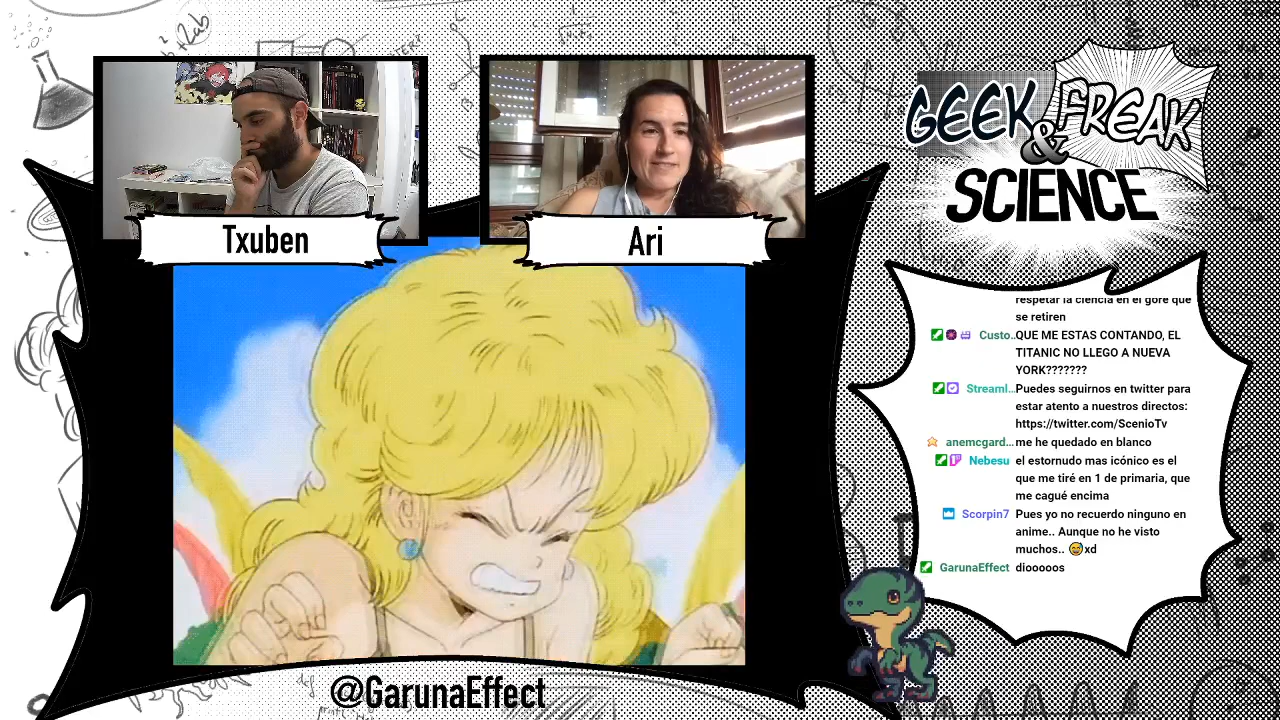 Txuben
Ari
@GarunaEffect
GEEK
&
FREAK
SCIENCE
respetar la ciencia en el gore que
se retiren
Custo.. QUE ME ESTAS CONTANDO, EL
TITANIC NO LLEGO A NUEVA
YORK???????
Streaml... Puedes seguirnos en twitter para
estar atento a nuestros directos:
https://twitter.com/ScenioTv
anemcgard... me he quedado en blanco
Nebesu el estornudo mas icónico es el
que me tiré en 1 de primaria, que
me cagué encima
Scorpin7 Pues yo no recuerdo ninguno en
anime.. Aunque no he visto
muchos.. 😅xd
GarunaEffect diooooos